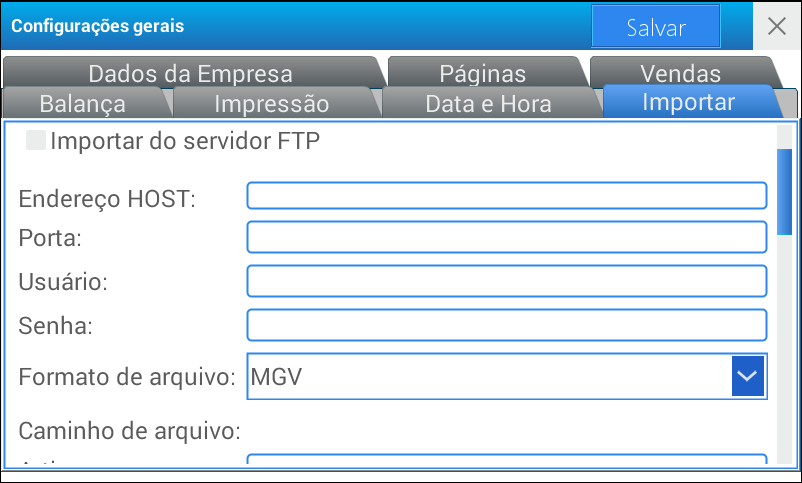 Configurações gerais
Salvar
Dados da Empresa
Páginas
Vendas
Balança
Impressão
Data e Hora
Importar
Importar do servidor FTP
Endereço HOST:
Porta:
Usuário:
Senha:
Formato de arquivo: MGV
Caminho de arquivo: